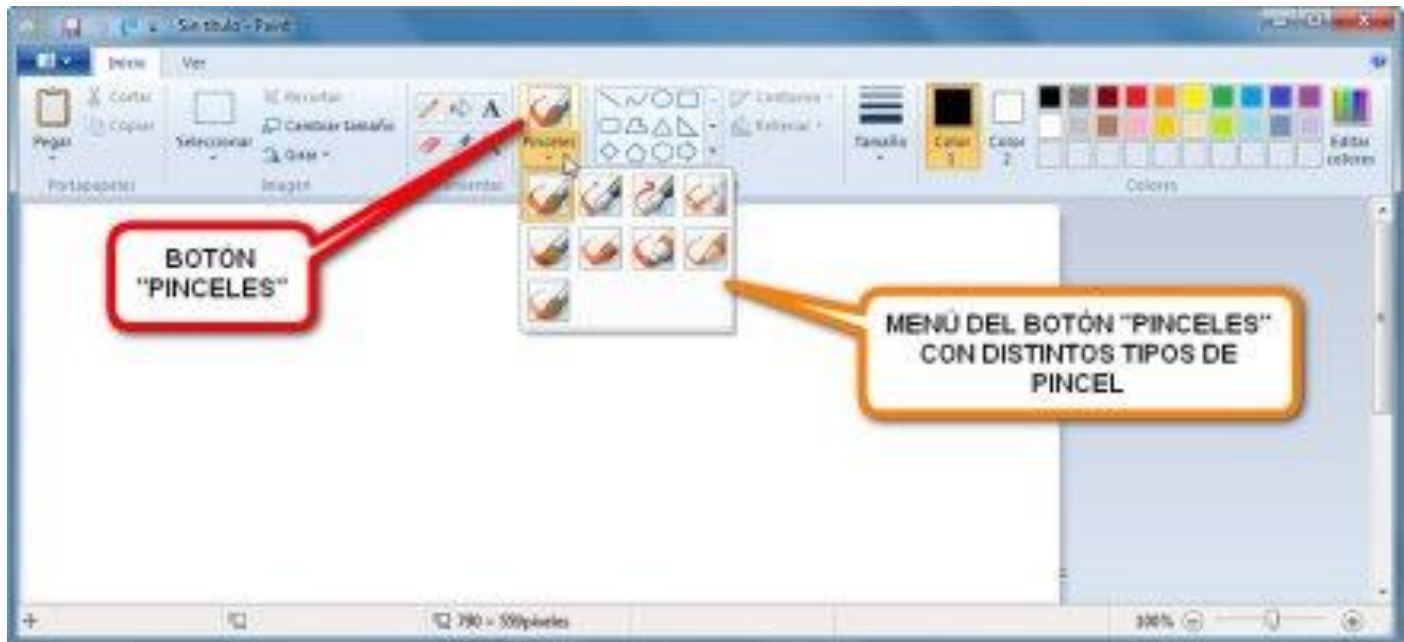 Sin título - Paint
Inicio Ver
Cortar
Copiar
Pegar
Portapapeles
Seleccionar
Recortar
Cambiar tamaño
Girar
Imagen
A
Pinceles
Contorno
Rellenar
Tamaño
Color 1
Color 2
Editar colores
Colores
BOTÓN
"PINCELES"
MENÚ DEL BOTÓN "PINCELES"
CON DISTINTOS TIPOS DE
PINCEL
100%